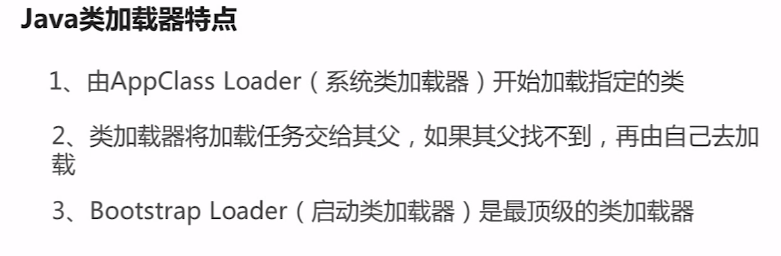 Java类加载器特点
1、由AppClass Loader（系统类加载器）开始加载指定的类
2、类加载器将加载任务交给其父，如果其父找不到，再由自己去加
载
3、Bootstrap Loader（启动类加载器）是最顶级的类加载器